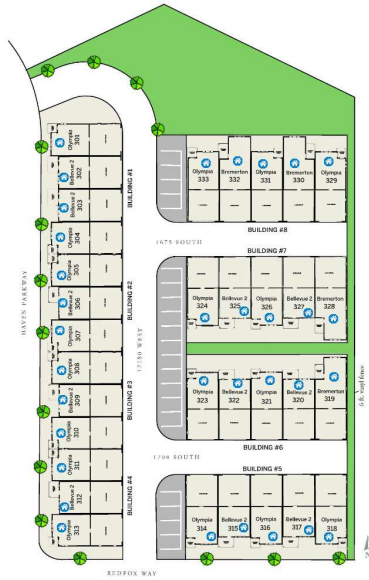 Olympia
301
Bellevue 2
302
Bellevue 2
303
BUILDING #1
Olympia
304
Olympia
305
Bellevue 2
306
Olympia
307
BUILDING #2
Olympia
308
Bellevue 2
309
Olympia
310
BUILDING #3
Olympia
311
Bellevue 2
312
Olympia
313
BUILDING #4
HAVEN PARKWAY
Olympia
333
Bremerton
332
Olympia
331
Bremerton
330
Olympia
329
BUILDING #8
1675 SOUTH
BUILDING #7
Olympia
324
Bellevue 2
325
Olympia
326
Bellevue 2
327
Bremerton
328
Olympia
323
Bellevue 2
322
Olympia
321
Bellevue 2
320
Bremerton
319
6 ft. vinyl fence
BUILDING #6
1700 SOUTH
BUILDING #5
Olympia
314
Bellevue 2
315
Olympia
316
Bellevue 2
317
Olympia
318
REDFOX WAY
N